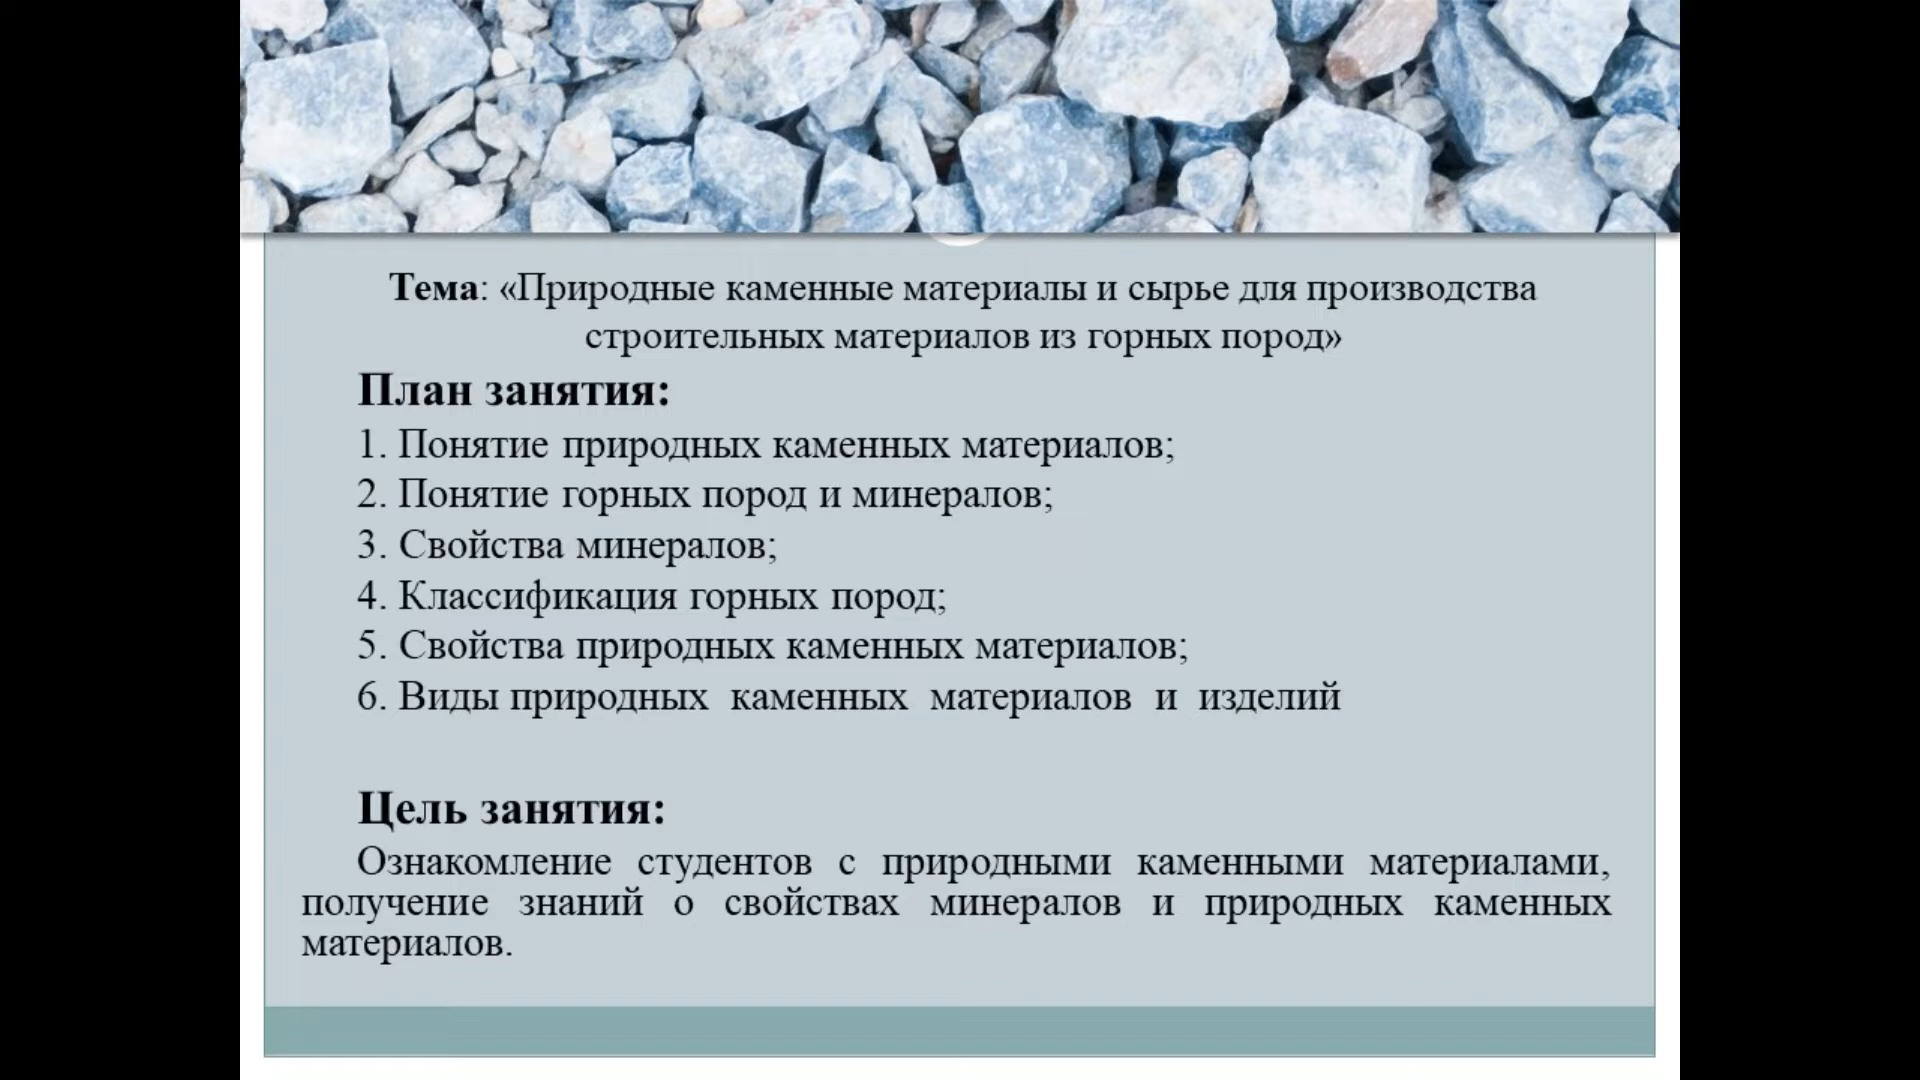 Тема: «Природные каменные материалы и сырье для производства
строительных материалов из горных пород»
План занятия:
1. Понятие природных каменных материалов;
2. Понятие горных пород и минералов;
3. Свойства минералов;
4. Классификация горных пород;
5. Свойства природных каменных материалов;
6. Виды природных каменных материалов и изделий
Цель занятия:
Ознакомление студентов с природными каменными материалами,
получение знаний о свойствах минералов и природных каменных
материалов.